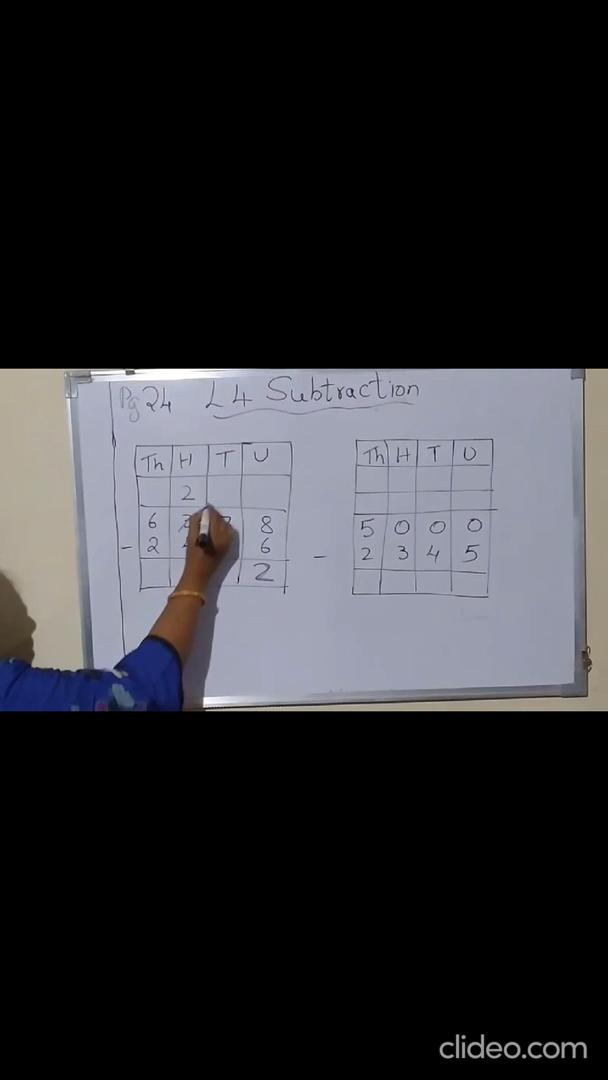 Pg 24 L4 Subtraction
Th H T U Th H T U
2
6 8 5 0 0 0
- 2 6 - 2 3 4 5
2
clideo.com